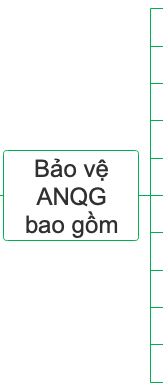 Bảo vệ
ANQG
bao gồm